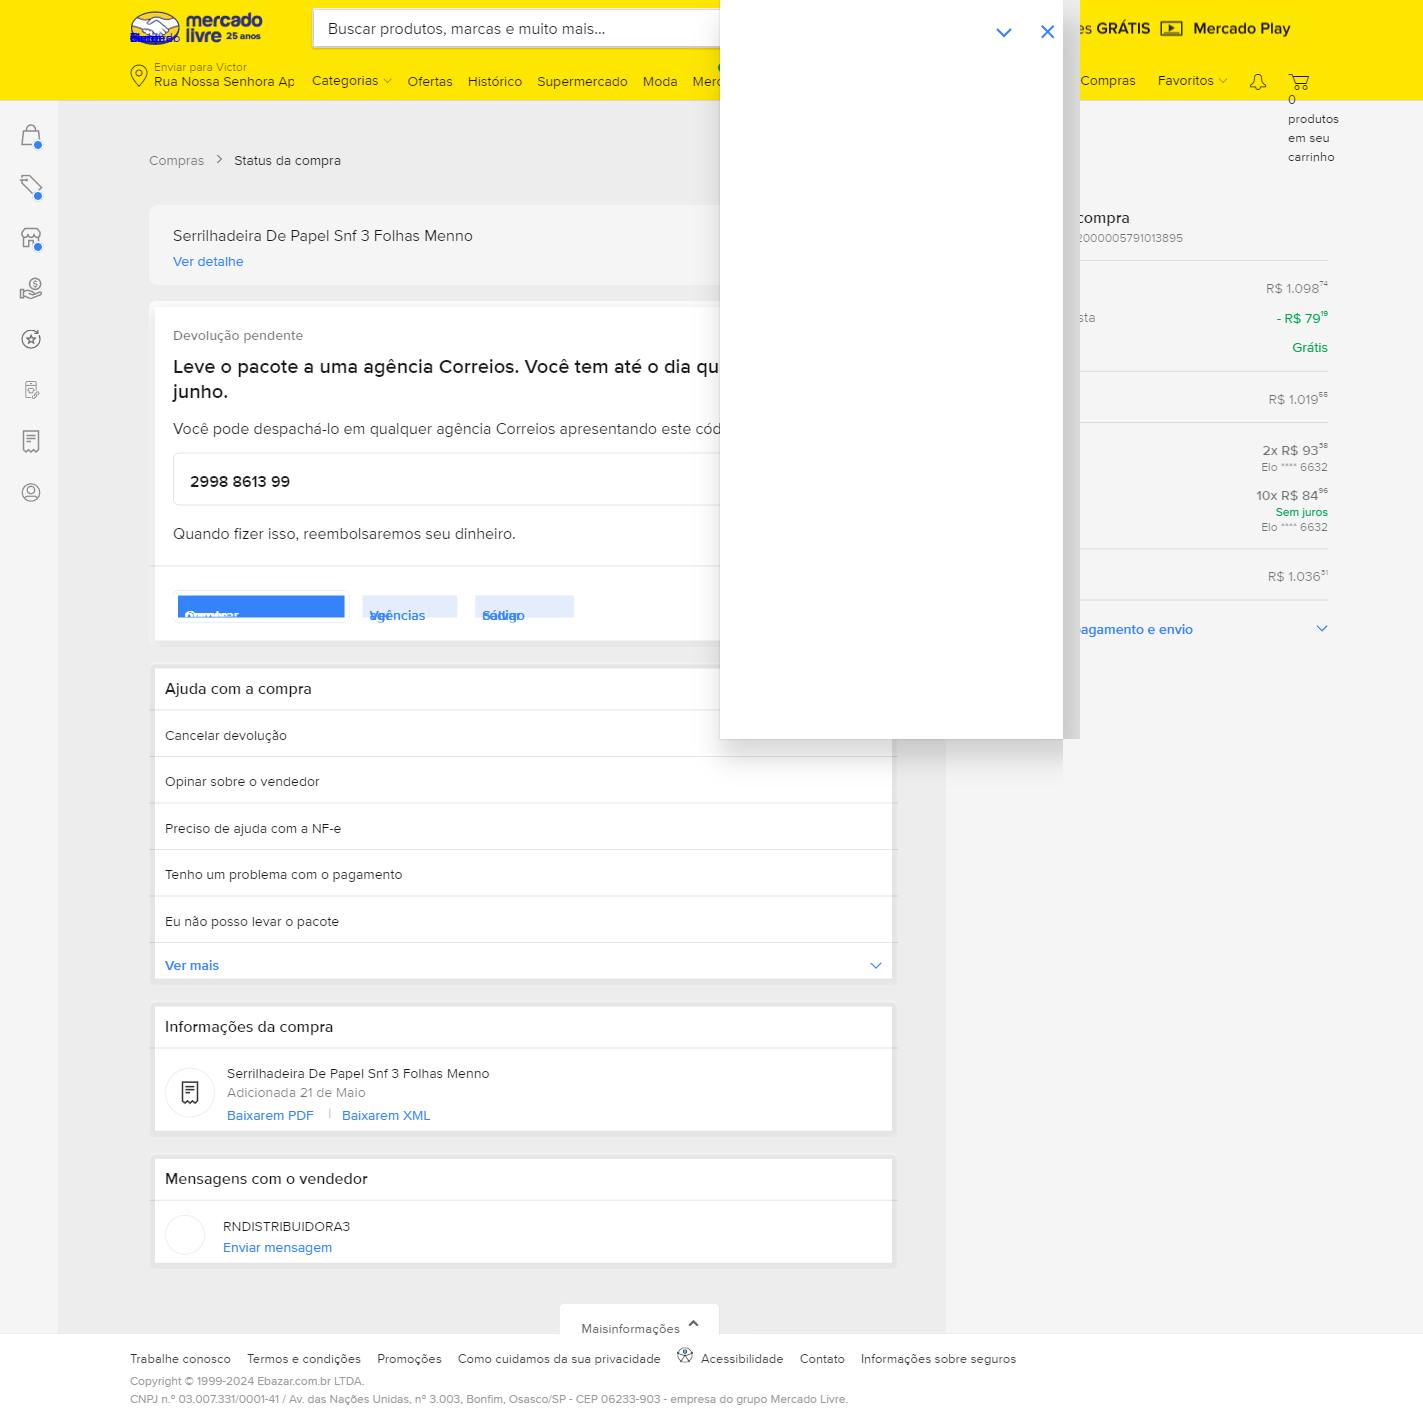 mercado
livre 25 anos
Buscar produtos, marcas e muito mais...
es GRÁTIS Mercado Play
Enviar para Victor
Rua Nossa Senhora Ap
Categorias Ofertas Histórico Supermercado Moda Merc
Compras Favoritos
0
produtos
em seu
carrinho
Compras > Status da compra
Serrilhadeira De Papel Snf 3 Folhas Menno
Ver detalhe
Devolução pendente
Leve o pacote a uma agência Correios. Você tem até o dia qu
junho.
Você pode despachá-lo em qualquer agência Correios apresentando este cód
2998 8613 99
Quando fizer isso, reembolsaremos seu dinheiro.
agências
código
Ajuda com a compra
Cancelar devolução
Opinar sobre o vendedor
Preciso de ajuda com a NF-e
Tenho um problema com o pagamento
Eu não posso levar o pacote
Ver mais
Informações da compra
Serrilhadeira De Papel Snf 3 Folhas Menno
Adicionada 21 de Maio
Baixarem PDF | Baixarem XML
Mensagens com o vendedor
RNDISTRIBUIDORA3
Enviar mensagem
compra
2000005791013895
R$ 1.098 74
sta - R$ 79 19
Grátis
R$ 1.019 55
2x R$ 93 38
Elo **** 6632
10x R$ 84 96
Sem juros
Elo **** 6632
R$ 1.036 31
pagamento e envio
Maisinformações
Trabalhe conosco Termos e condições Promoções Como cuidamos da sua privacidade Acessibilidade Contato Informações sobre seguros
Copyright © 1999-2024 Ebazar.com.br LTDA.
CNPJ n.º 03.007.331/0001-41 / Av. das Nações Unidas, nº 3.003, Bonfim, Osasco/SP - CEP 06233-903 - empresa do grupo Mercado Livre.